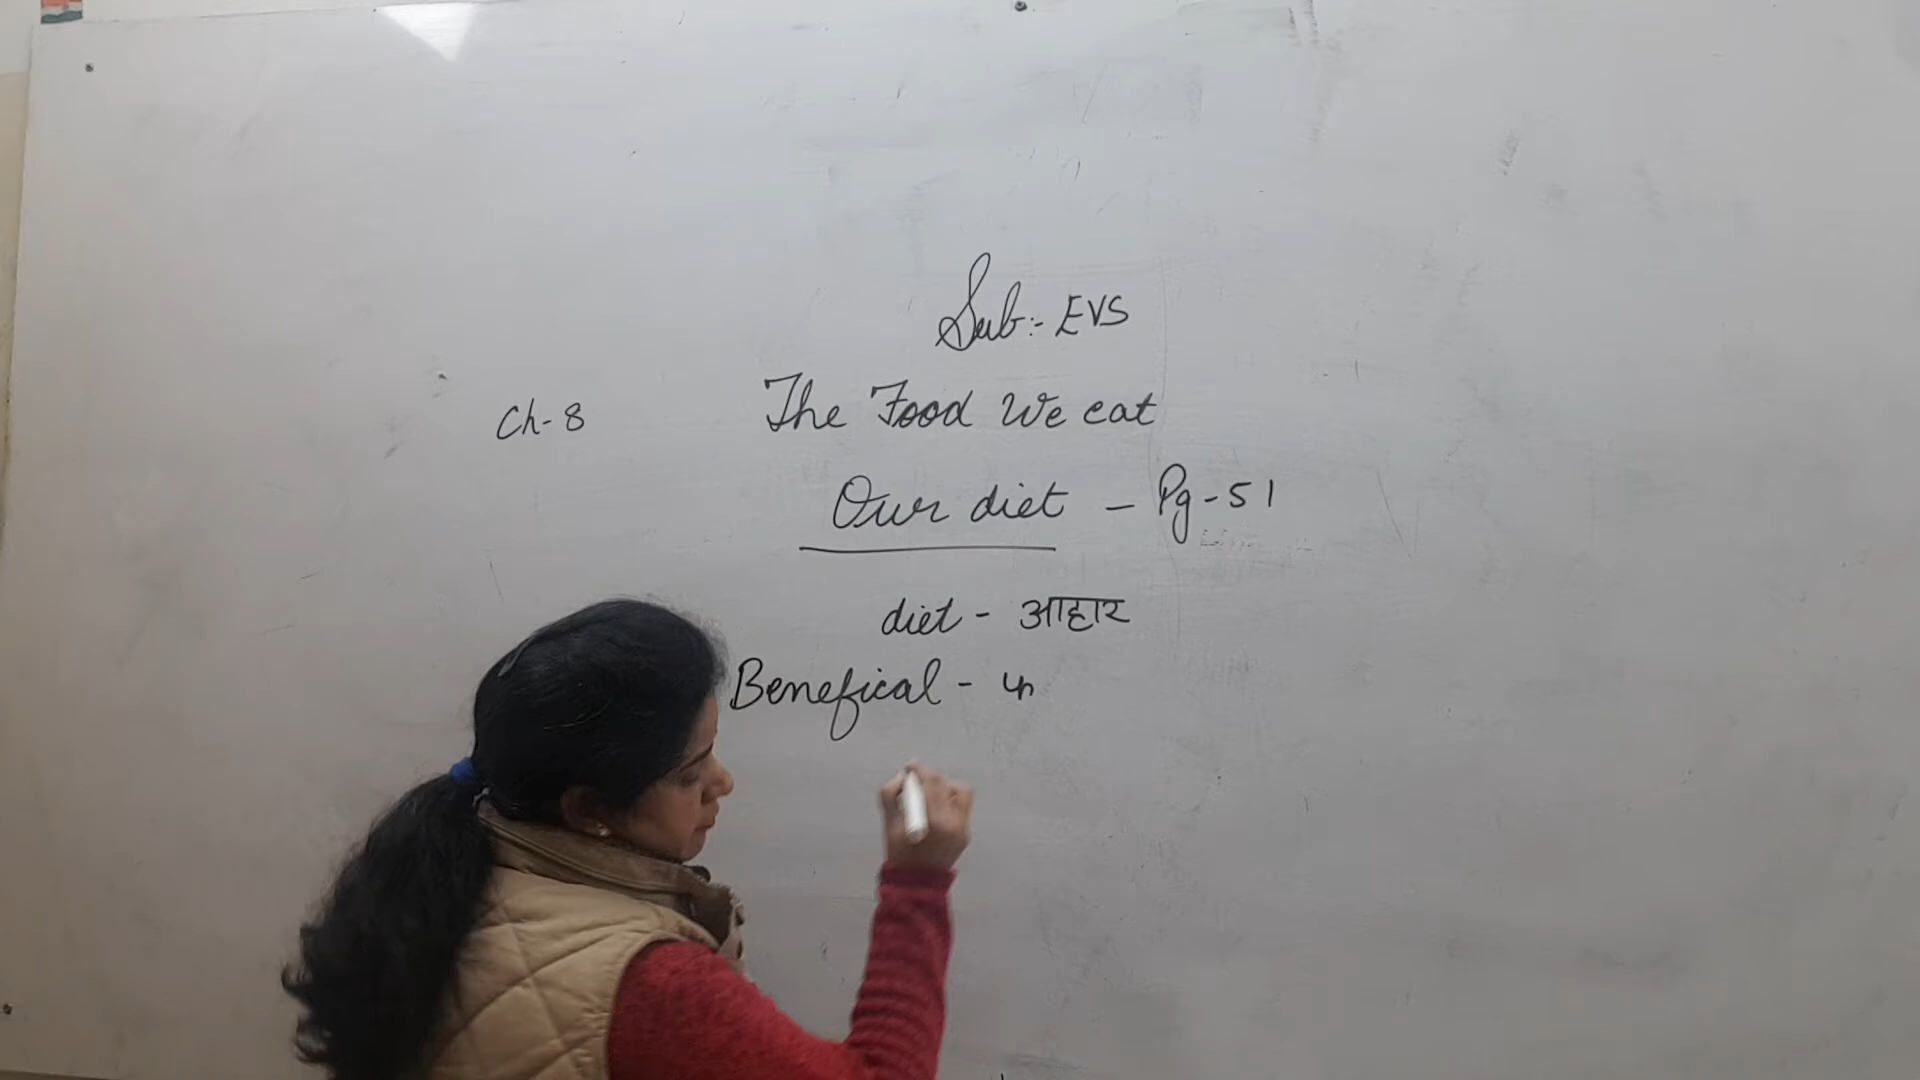 Sub:- EVS
Ch-8 The Food We eat
Our diet - Pg-51
diet - आहार
Benefical -